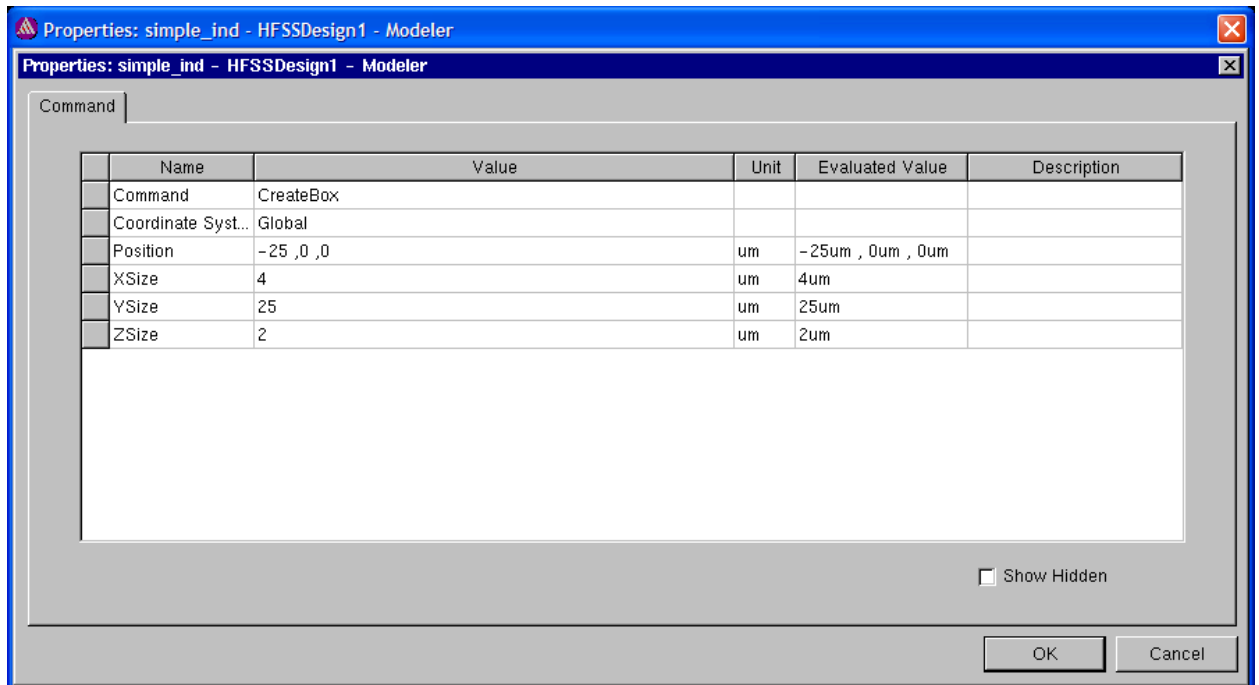 Properties: simple_ind - HFSSDesign1 - Modeler
Properties: simple_ind - HFSSDesign1 - Modeler
Command
Name Value Unit Evaluated Value Description
Command CreateBox
Coordinate Syst... Global
Position -25 ,0 ,0 um -25um , 0um , 0um
XSize 4 um 4um
YSize 25 um 25um
ZSize 2 um 2um
Show Hidden
OK Cancel